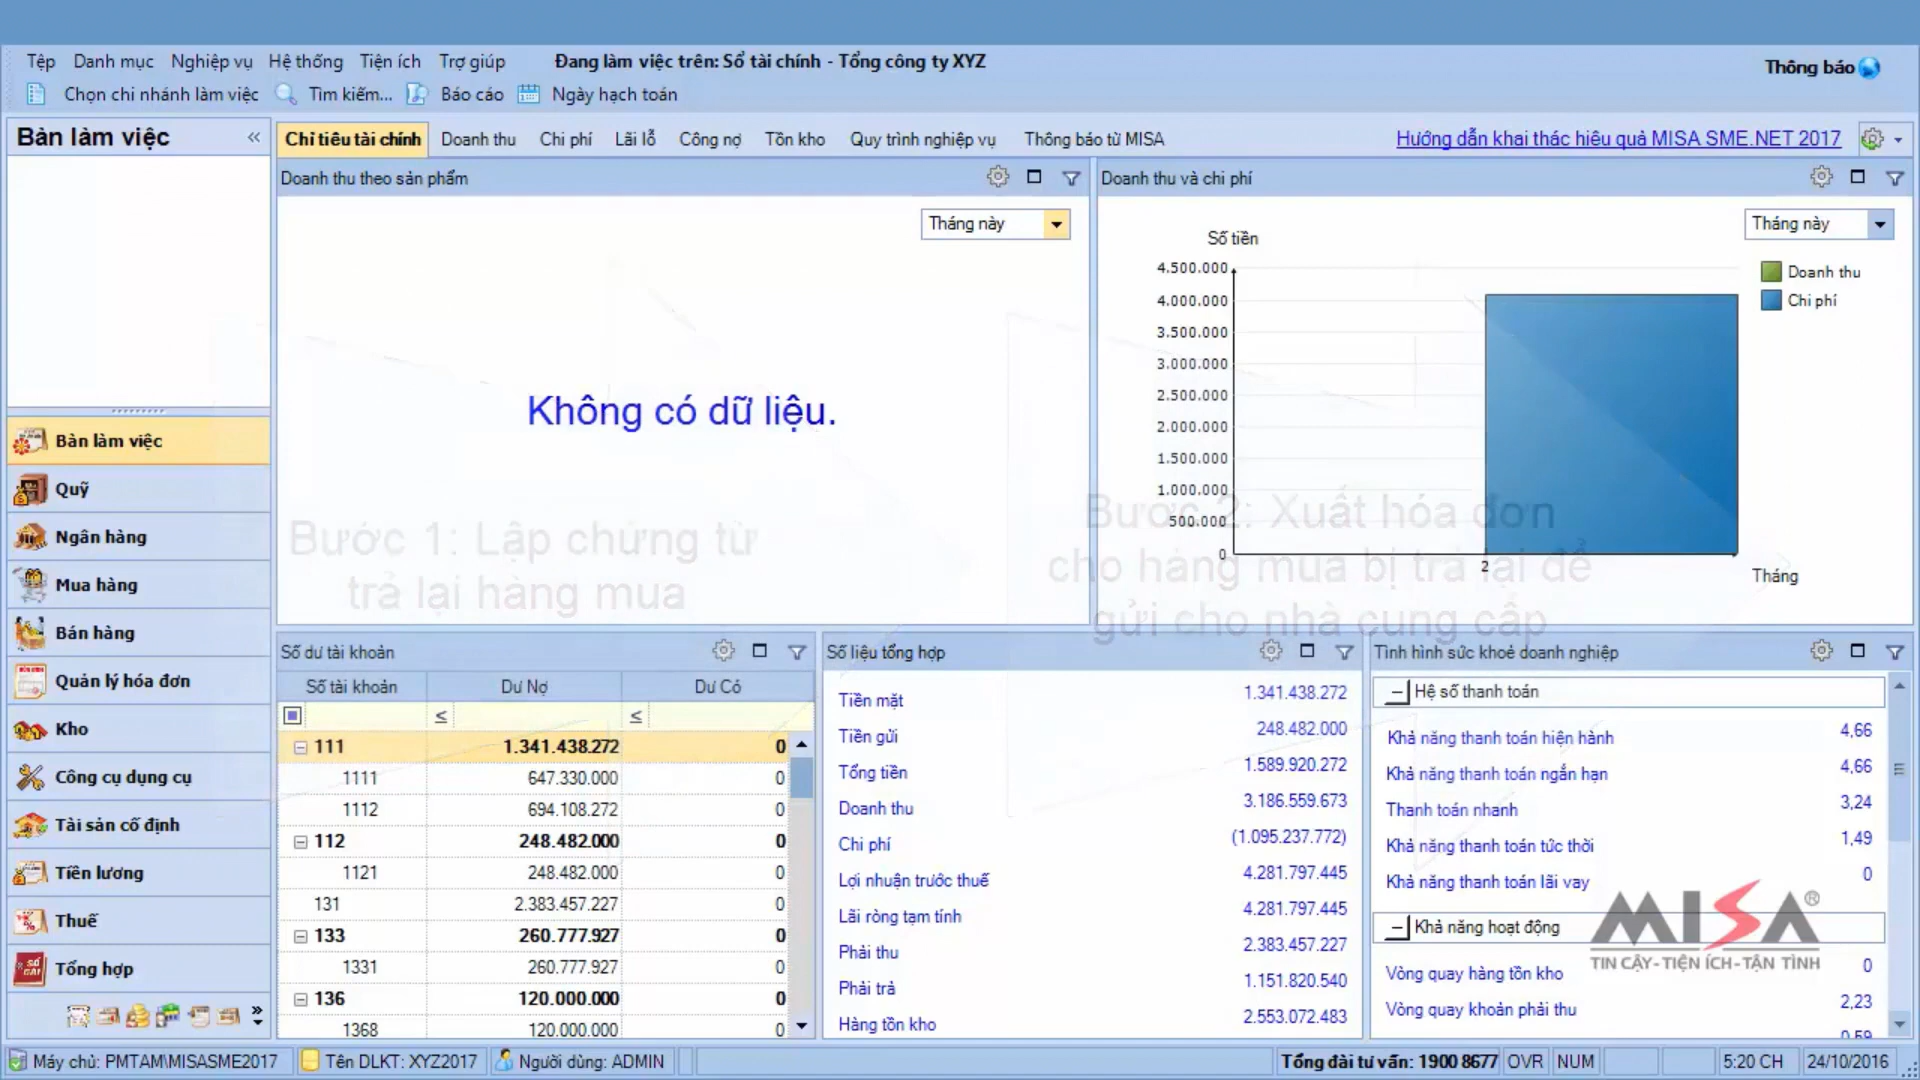 Tệp Danh mục Nghiệp vụ Hệ thống Tiện ích Trợ giúp Đang làm việc trên: Sổ tài chính - Tổng công ty XYZ
Thông báo
Chọn chi nhánh làm việc Tìm kiếm... Báo cáo Ngày hạch toán
Bàn làm việc «
Chỉ tiêu tài chính Doanh thu Chi phí Lãi lỗ Công nợ Tồn kho Quy trình nghiệp vụ Thông báo từ MISA
Hướng dẫn khai thác hiệu quả MISA SME.NET 2017
Doanh thu theo sản phẩm
Tháng này
Không có dữ liệu.
Bước 1: Lập chứng từ
trả lại hàng mua
Doanh thu và chi phí
Tháng này
Số tiền
4.500.000
4.000.000
3.500.000
3.000.000
2.500.000
2.000.000
1.500.000
1.000.000
500.000
0
2
Tháng
Doanh thu
Chi phí
Bước 2: Xuất hóa đơn
cho hàng mua bị trả lại để
gửi cho nhà cung cấp
Bàn làm việc
Quỹ
Ngân hàng
Mua hàng
Bán hàng
Quản lý hóa đơn
Kho
Công cụ dụng cụ
Tài sản cố định
Tiền lương
Thuế
Tổng hợp
Số dư tài khoản
Số tài khoản Dư Nợ Dư Có
≤ ≤
111 1.341.438.272 0
1111 647.330.000 0
1112 694.108.272 0
112 248.482.000 0
1121 248.482.000 0
131 2.383.457.227 0
133 260.777.927 0
1331 260.777.927 0
136 120.000.000 0
1368 120.000.000 0
Số liệu tổng hợp
Tiền mặt 1.341.438.272
Tiền gửi 248.482.000
Tổng tiền 1.589.920.272
Doanh thu 3.186.559.673
Chi phí (1.095.237.772)
Lợi nhuận trước thuế 4.281.797.445
Lãi ròng tạm tính 4.281.797.445
Phải thu 2.383.457.227
Phải trả 1.151.820.540
Hàng tồn kho 2.553.072.483
Tình hình sức khoẻ doanh nghiệp
Hệ số thanh toán
Khả năng thanh toán hiện hành 4,66
Khả năng thanh toán ngắn hạn 4,66
Thanh toán nhanh 3,24
Khả năng thanh toán tức thời 1,49
Khả năng thanh toán lãi vay 0
Khả năng hoạt động
Vòng quay hàng tồn kho 0
Vòng quay khoản phải thu 2,23
0,59
MISA®
TIN CẬY-TIỆN ÍCH-TẬN TÌNH
Máy chủ: PMTAM\MISASME2017 Tên DLKT: XYZ2017 Người dùng: ADMIN Tổng đài tư vấn: 1900 8677 OVR NUM 5:20 CH 24/10/2016